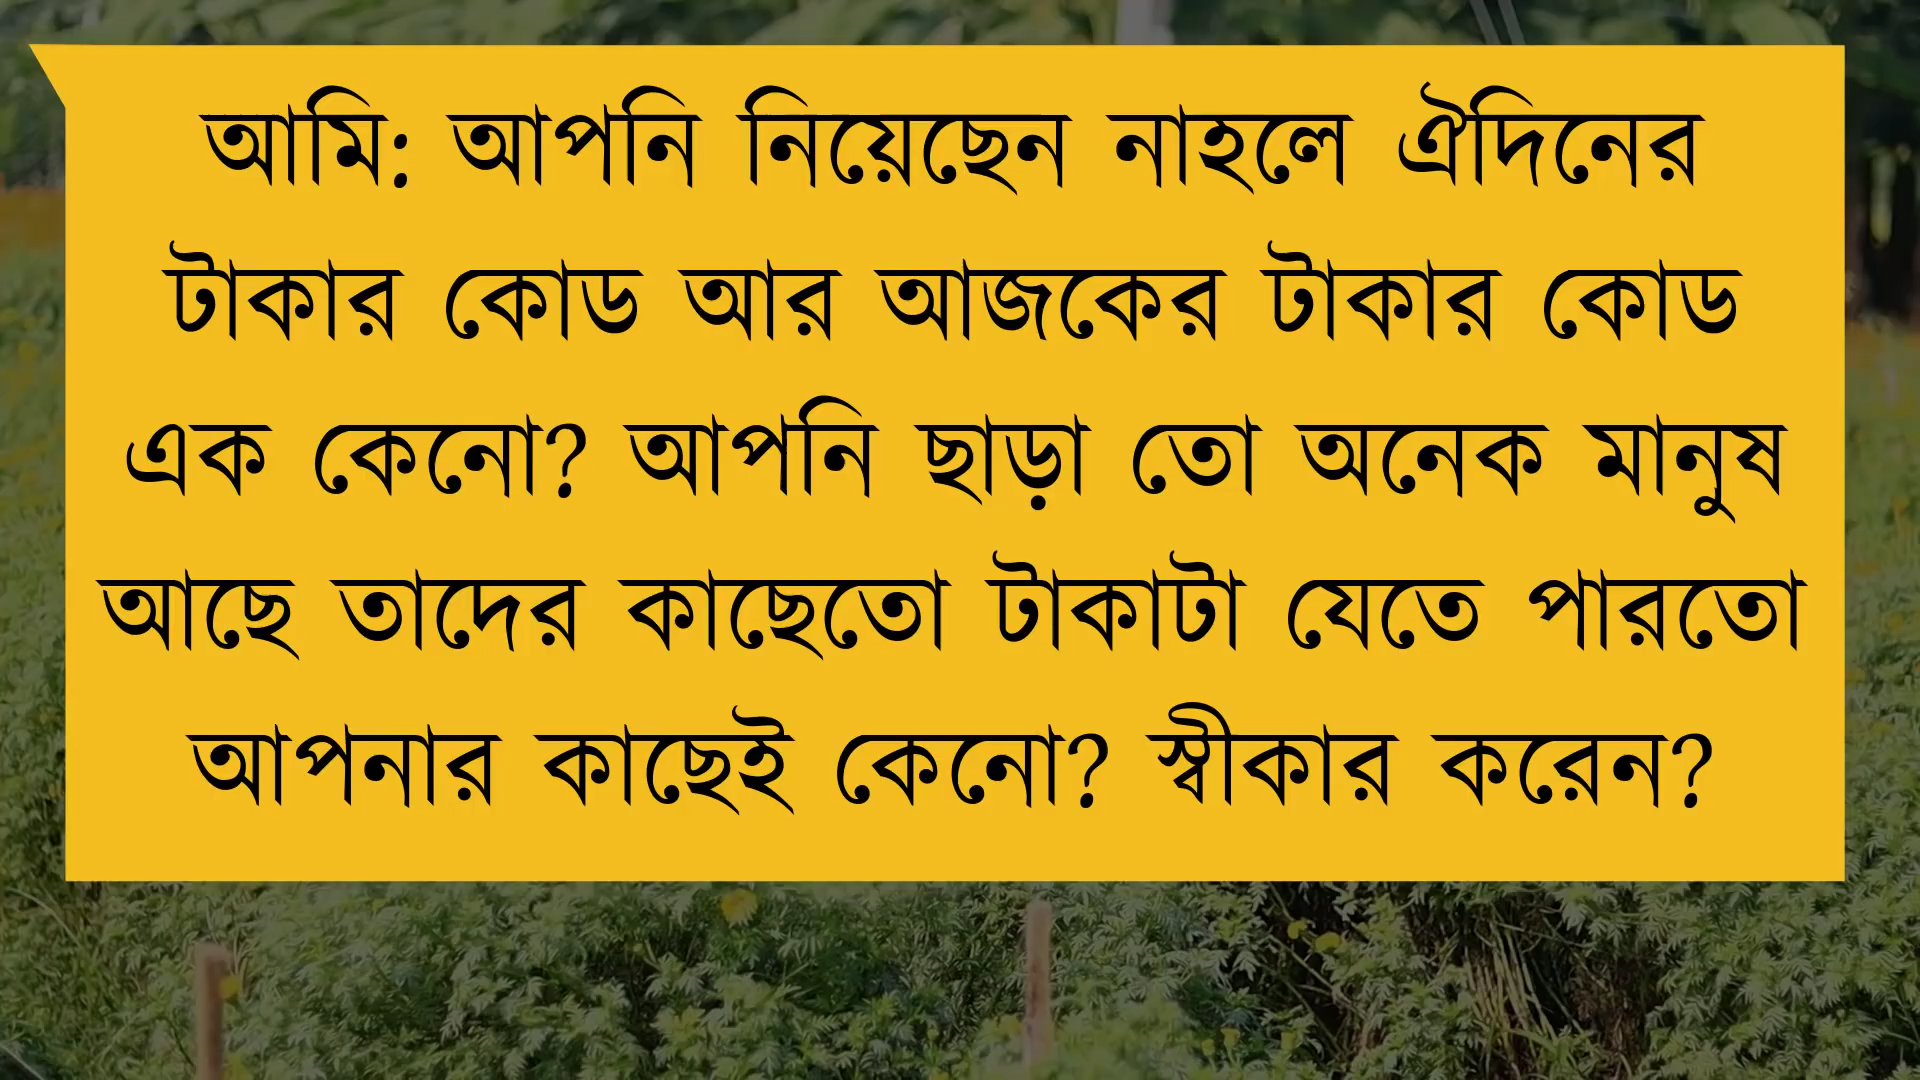 আমি: আপনি নিয়েছেন নাহলে ঐদিনের
টাকার কোড আর আজকের টাকার কোড
এক কেনো? আপনি ছাড়া তো অনেক মানুষ
আছে তাদের কাছেতো টাকাটা যেতে পারতো
আপনার কাছেই কেনো? স্বীকার করেন?